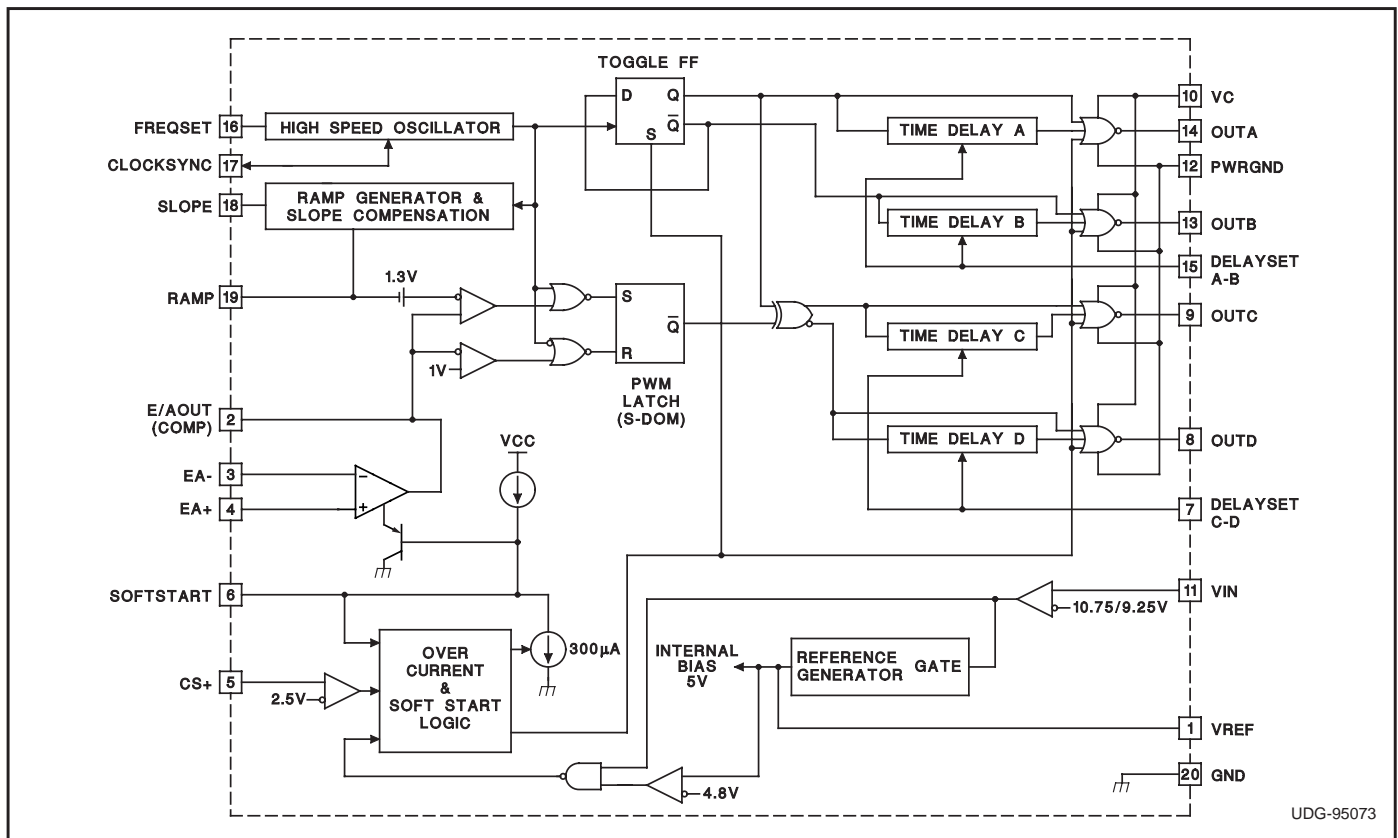 TOGGLE FF
D Q
Q
S
FREQSET 16 HIGH SPEED OSCILLATOR
CLOCKSYNC 17
SLOPE 18 RAMP GENERATOR &
SLOPE COMPENSATION
RAMP 19
1.3V
1V
S
R
Q
PWM
LATCH
(S-DOM)
E/AOUT
(COMP) 2
EA- 3
EA+ 4
-
+
VCC
SOFTSTART 6
CS+ 5
2.5V
OVER
CURRENT
&
SOFT START
LOGIC
300µA
INTERNAL
BIAS
5V
REFERENCE
GENERATOR GATE
4.8V
10.75/9.25V
TIME DELAY A
TIME DELAY B
TIME DELAY C
TIME DELAY D
10 VC
14 OUTA
12 PWRGND
13 OUTB
15 DELAYSET
A-B
9 OUTC
8 OUTD
7 DELAYSET
C-D
11 VIN
1 VREF
20 GND
UDG-95073